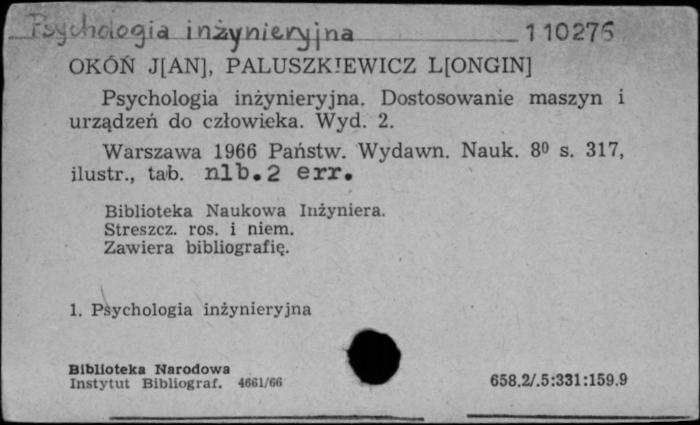 Psychologia inżynieryjna 110276
OKÓŃ J[AN], PALUSZKIEWICZ L[ONGIN]
Psychologia inżynieryjna. Dostosowanie maszyn i
urządzeń do człowieka. Wyd. 2.
Warszawa 1966 Państw. Wydawn. Nauk. 8⁰ s. 317,
ilustr., tab. nlb.2 err.
Biblioteka Naukowa Inżyniera.
Streszcz. ros. i niem.
Zawiera bibliografię.
1. Psychologia inżynieryjna
Biblioteka Narodowa
Instytut Bibliograf. 4661/66 658.2/.5:331:159.9